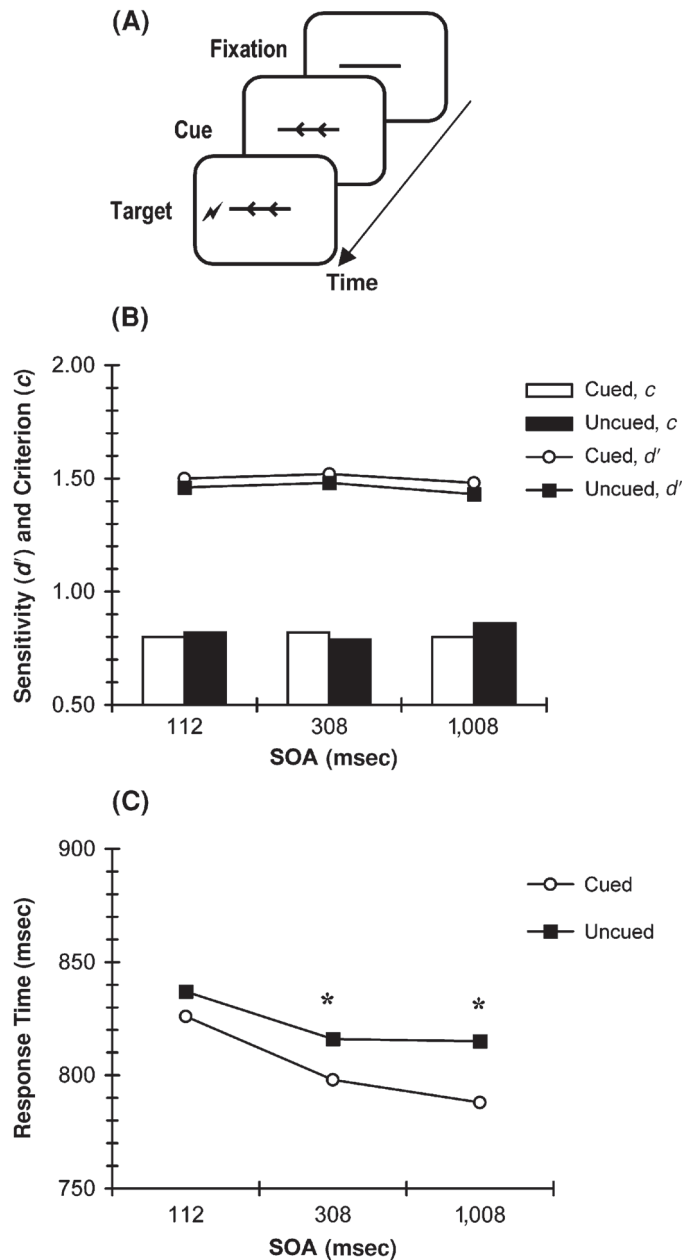 (A)
Fixation
Cue
Target
Time
(B)
Sensitivity (d′) and Criterion (c)
2.00
1.50
1.00
0.50
112 308 1,008
SOA (msec)
Cued, c
Uncued, c
Cued, d′
Uncued, d′
(C)
Response Time (msec)
900
850
800
750
* *
112 308 1,008
SOA (msec)
Cued
Uncued